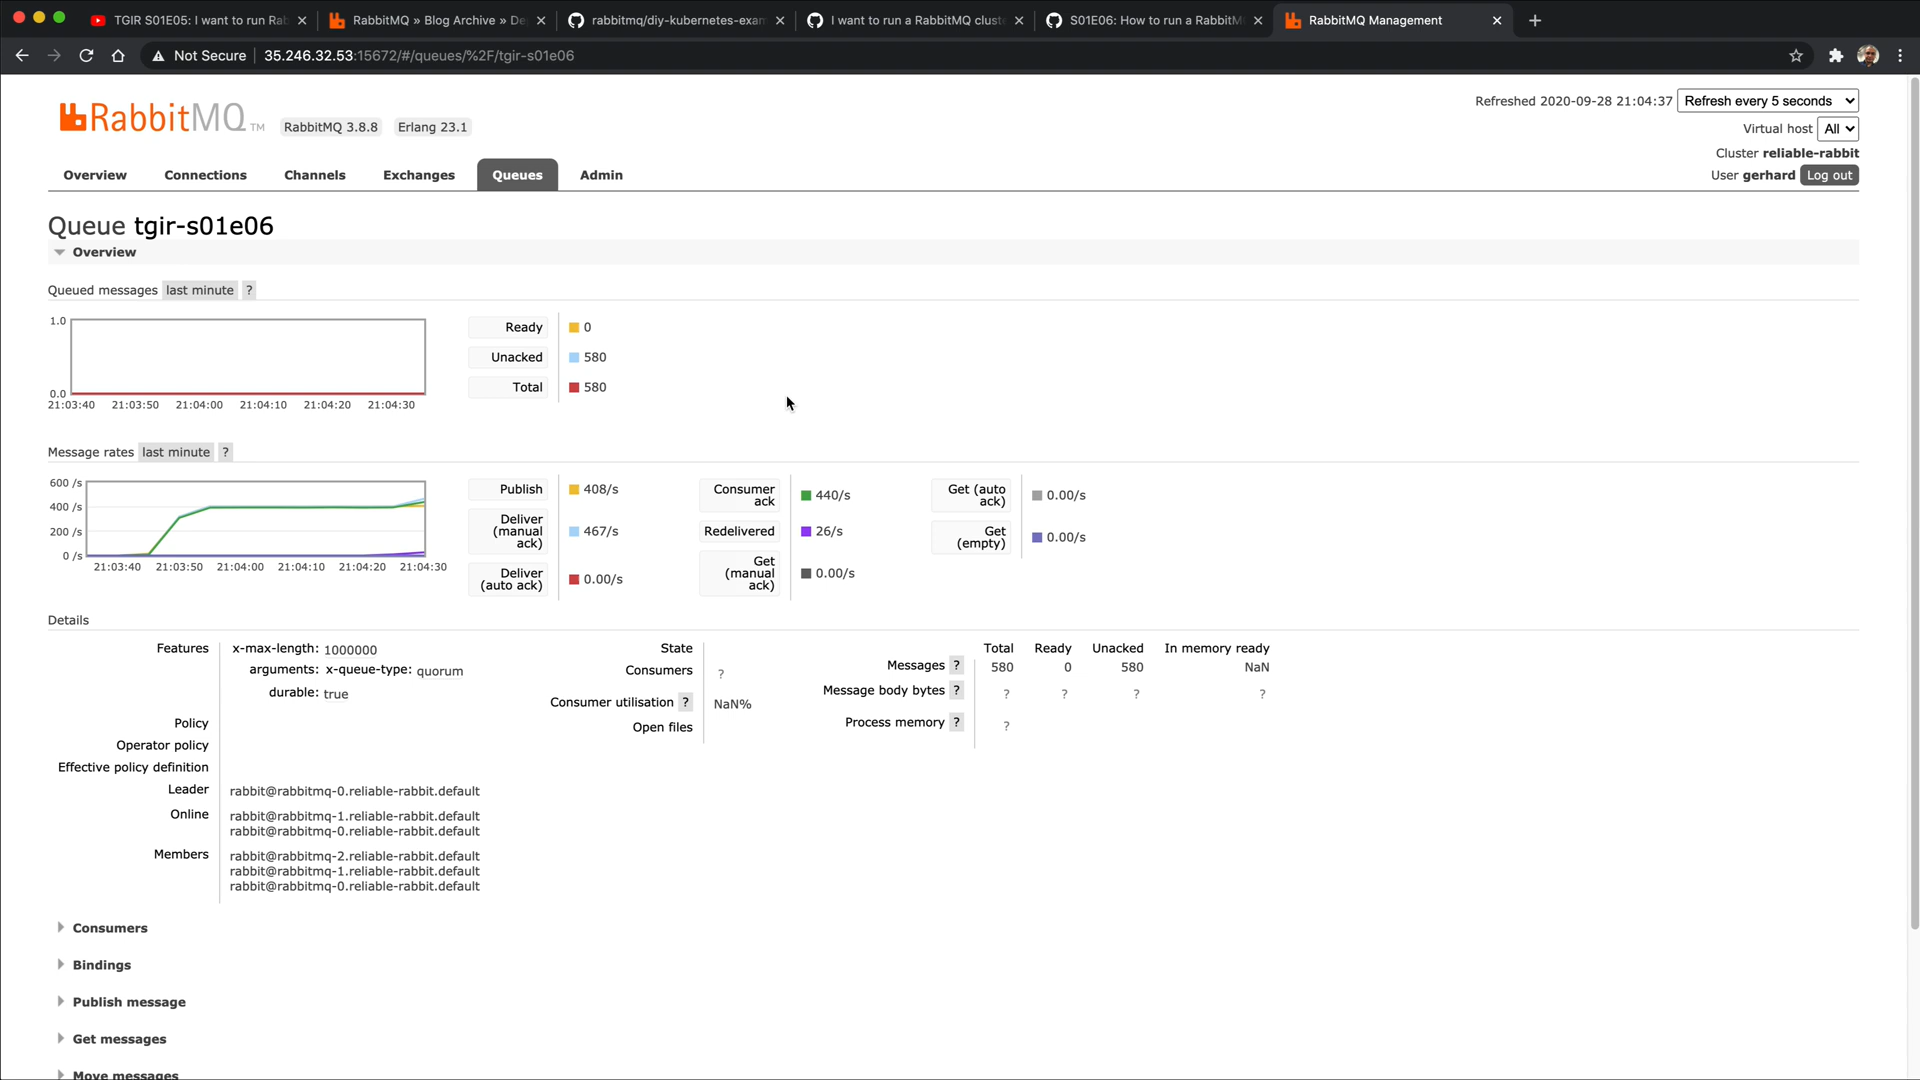 TGIR S01E05: I want to run Rab
RabbitMQ » Blog Archive » De
rabbitmq/diy-kubernetes-exam
I want to run a RabbitMQ cluste
S01E06: How to run a RabbitM
RabbitMQ Management
Not Secure 35.246.32.53:15672/#/queues/%2F/tgir-s01e06
RabbitMQ TM RabbitMQ 3.8.8 Erlang 23.1
Refreshed 2020-09-28 21:04:37 Refresh every 5 seconds
Virtual host All
Cluster reliable-rabbit
User gerhard Log out
Overview Connections Channels Exchanges Queues Admin
Queue tgir-s01e06
Overview
Queued messages last minute ?
1.0
0.0
21:03:40 21:03:50 21:04:00 21:04:10 21:04:20 21:04:30
Ready 0
Unacked 580
Total 580
Message rates last minute ?
600 /s
400 /s
200 /s
0 /s
21:03:40 21:03:50 21:04:00 21:04:10 21:04:20 21:04:30
Publish 408/s
Deliver
(manual 467/s
ack)
Deliver
(auto ack) 0.00/s
Consumer
ack 440/s
Redelivered 26/s
Get
(manual 0.00/s
ack)
Get (auto
ack) 0.00/s
Get
(empty) 0.00/s
Details
Features x-max-length: 1000000
arguments: x-queue-type: quorum
durable: true
Policy
Operator policy
Effective policy definition
Leader rabbit@rabbitmq-0.reliable-rabbit.default
Online rabbit@rabbitmq-1.reliable-rabbit.default
rabbit@rabbitmq-0.reliable-rabbit.default
Members rabbit@rabbitmq-2.reliable-rabbit.default
rabbit@rabbitmq-1.reliable-rabbit.default
rabbit@rabbitmq-0.reliable-rabbit.default
State
Consumers ?
Consumer utilisation ? NaN%
Open files
Total Ready Unacked In memory ready
Messages ? 580 0 580 NaN
Message body bytes ? ? ? ? ?
Process memory ? ?
Consumers
Bindings
Publish message
Get messages
Move messages